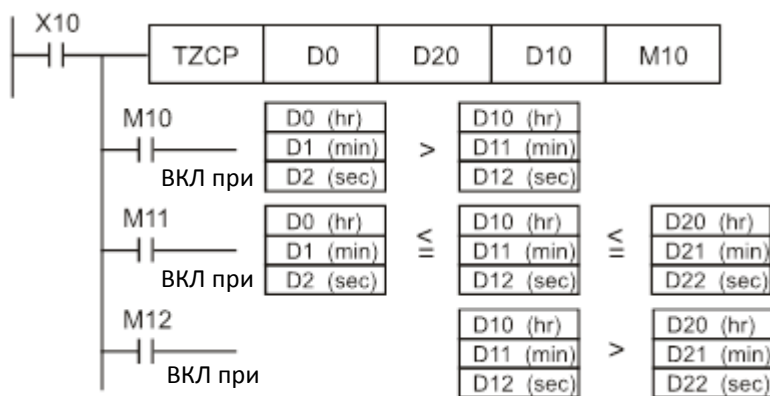 X10
TZCP D0 D20 D10 M10
M10
D0 (hr) D10 (hr)
D1 (min) > D11 (min)
ВКЛ при D2 (sec) D12 (sec)
M11
D0 (hr) D10 (hr) D20 (hr)
D1 (min) ≦ D11 (min) ≦ D21 (min)
ВКЛ при D2 (sec) D12 (sec) D22 (sec)
M12
D10 (hr) D20 (hr)
D11 (min) > D21 (min)
ВКЛ при D12 (sec) D22 (sec)